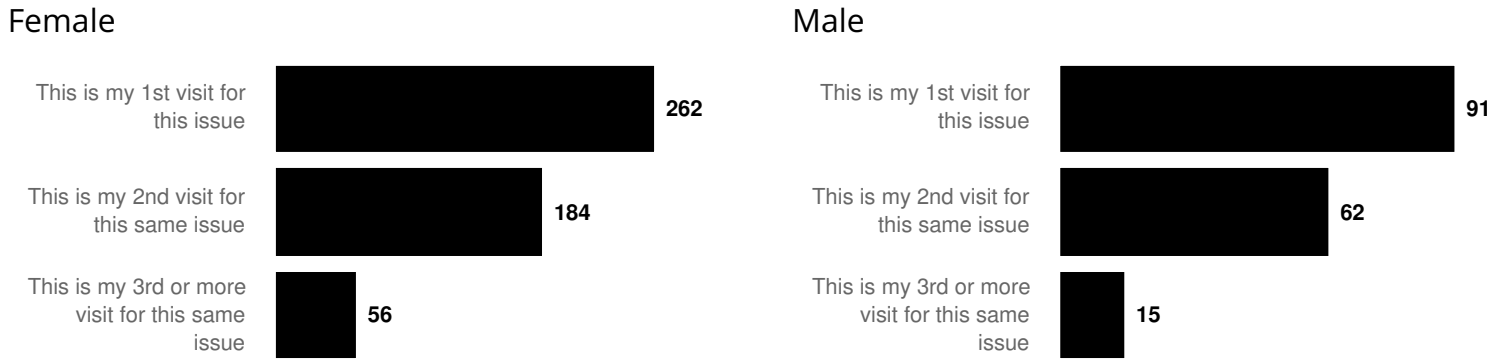 Female
This is my 1st visit for
this issue
262
This is my 2nd visit for
this same issue
184
This is my 3rd or more
visit for this same
issue
56
Male
This is my 1st visit for
this issue
91
This is my 2nd visit for
this same issue
62
This is my 3rd or more
visit for this same
issue
15